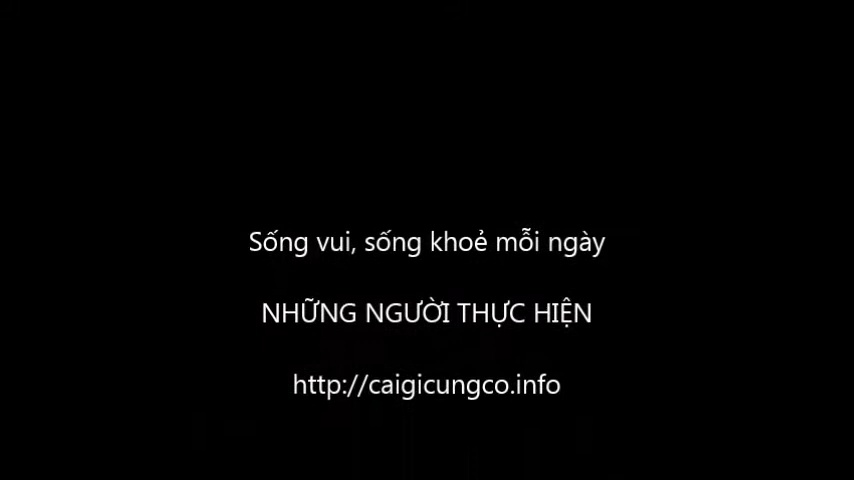 Sống vui, sống khoẻ mỗi ngày
NHỮNG NGƯỜI THỰC HIỆN
http://caigicungco.info